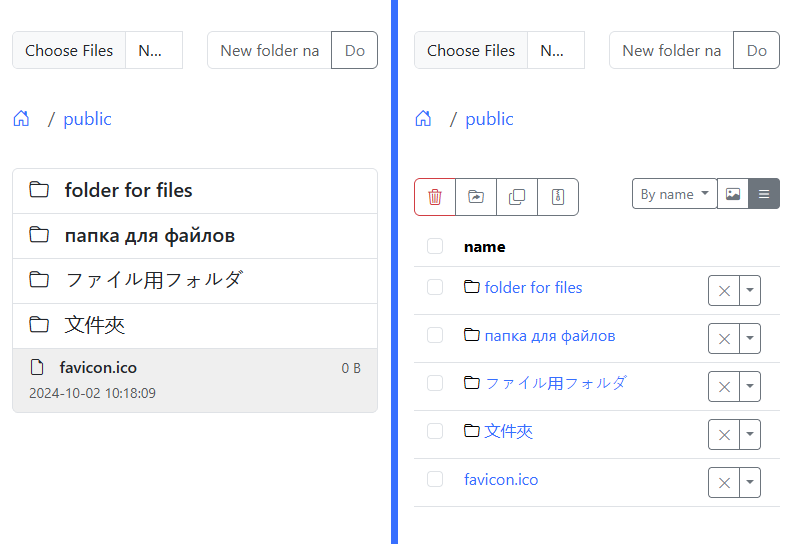 Choose Files N... New folder na Do
/ public
folder for files
папка для файлов
ファイル用フォルダ
文件夾
favicon.ico 0 B
2024-10-02 10:18:09
Choose Files N... New folder na Do
/ public
By name
name
folder for files
папка для файлов
ファイル用フォルダ
文件夾
favicon.ico